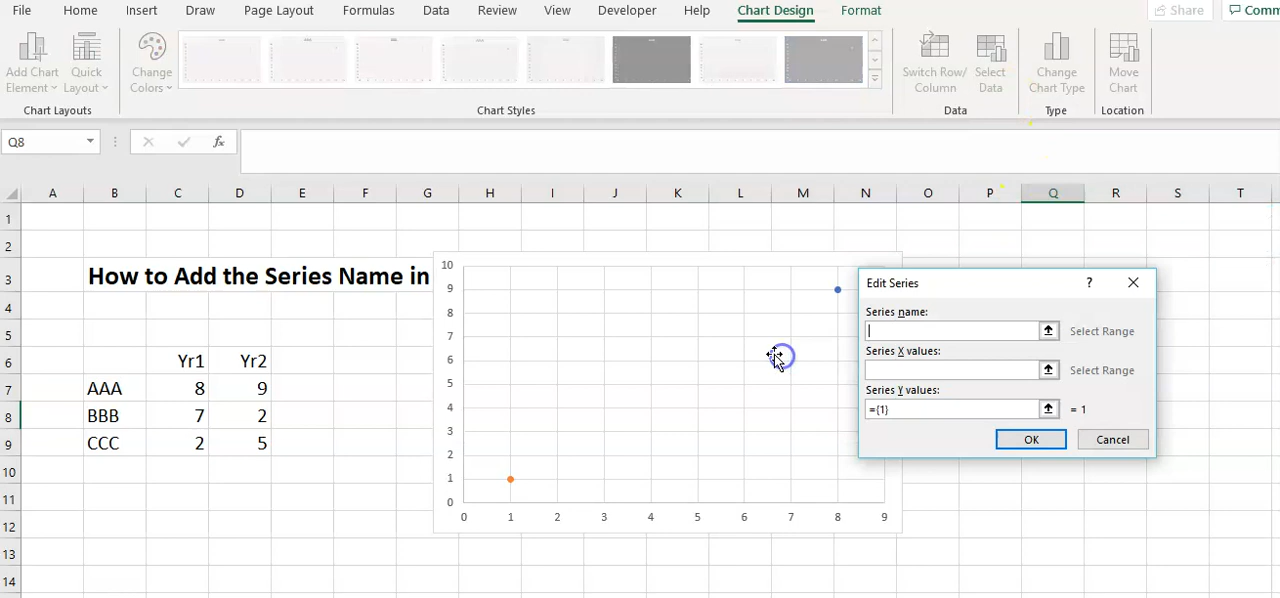 File Home Insert Draw Page Layout Formulas Data Review View Developer Help Chart Design Format Share Comm
Add Chart Quick Change Switch Row/ Select Change Move
Element Layout Colors Column Data Chart Type Chart
Chart Layouts Chart Styles Data Type Location
Q8 fx
A B C D E F G H I J K L M N O P Q R S T
1
2
3 How to Add the Series Name in
4
5
6 Yr1 Yr2
7 AAA 8 9
8 BBB 7 2
9 CCC 2 5
10
11
12
13
14
10
9
8
7
6
5
4
3
2
1
0
0 1 2 3 4 5 6 7 8 9
Edit Series ?
Series name:
Select Range
Series X values:
Select Range
Series Y values:
={1} = 1
OK Cancel